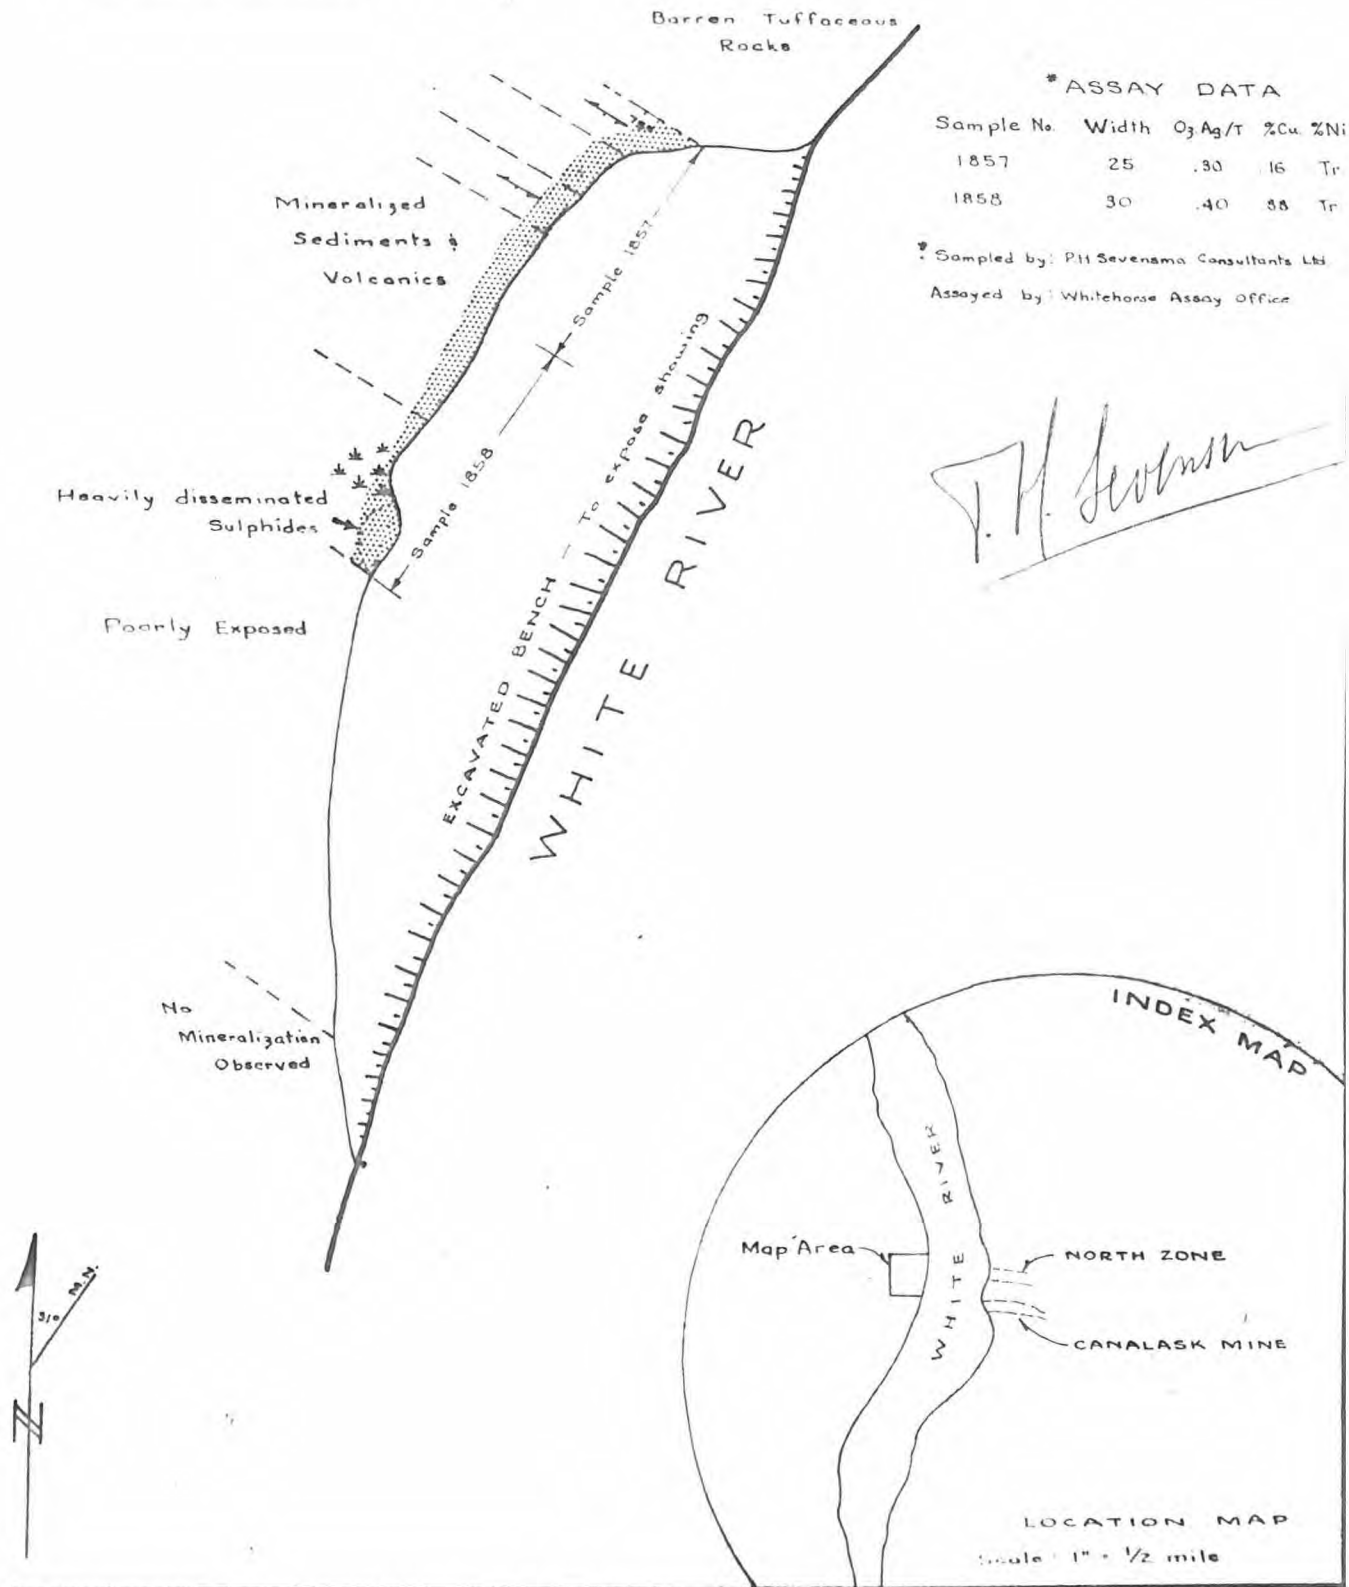 Barren Tuffaceous
Rocks
* ASSAY DATA
Sample No. Width Oz.Ag/T %Cu %Ni
1857 25 .30 .16 Tr
1858 30 .40 Tr
* Sampled by: P.H Sevensma Consultants Ltd
Assayed by: Whitehorse Assay Office
P.H. Sevensma
Mineralized
Sediments &
Volcanics
Sample 1857
Sample 1858
Heavily disseminated
Sulphides
Poorly Exposed
EXCAVATED BENCH — To expose showing
WHITE RIVER
No
Mineralization
Observed
M.N.
N
INDEX MAP
WHITE RIVER
Map Area
NORTH ZONE
CANALASK MINE
LOCATION MAP
Scale 1" = 1/2 mile